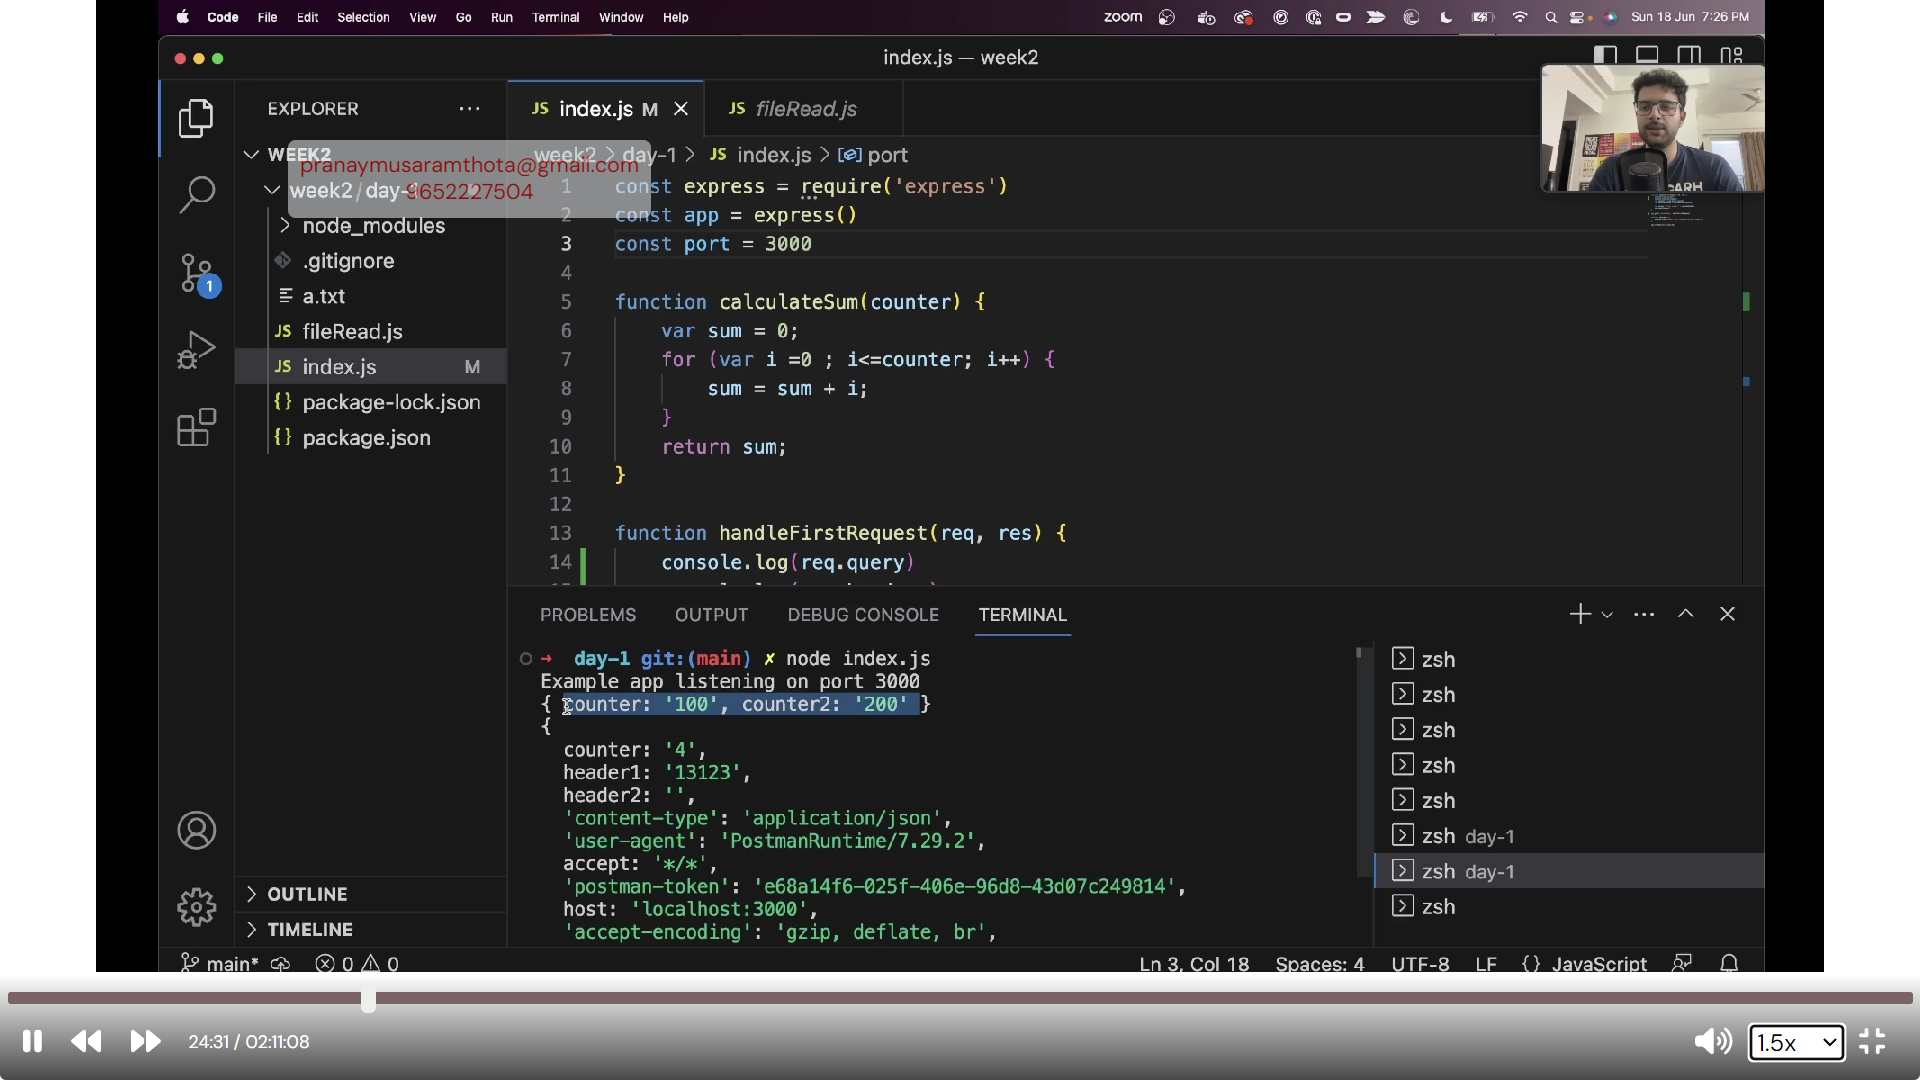 Code File Edit Selection View Go Run Terminal Window Help
zoom Sun 18 Jun 7:26 PM
index.js — week2
EXPLORER
JS index.js M
JS fileRead.js
WEEK2
week2 / day-1
pranaymusaramthota@gmail.com
9652227504
node_modules
.gitignore
a.txt
JS fileRead.js
JS index.js M
{} package-lock.json
{} package.json
OUTLINE
TIMELINE
week2 > day-1 > JS index.js > port
1 const express = require('express')
2 const app = express()
3 const port = 3000
4
5 function calculateSum(counter) {
6 var sum = 0;
7 for (var i =0 ; i<=counter; i++) {
8 sum = sum + i;
9 }
10 return sum;
11 }
12
13 function handleFirstRequest(req, res) {
14 console.log(req.query)
PROBLEMS OUTPUT DEBUG CONSOLE TERMINAL
→ day-1 git:(main) ✗ node index.js
Example app listening on port 3000
{ counter: '100', counter2: '200' }
{
counter: '4',
header1: '13123',
header2: '',
'content-type': 'application/json',
'user-agent': 'PostmanRuntime/7.29.2',
accept: '*/*',
'postman-token': 'e68a14f6-025f-406e-96d8-43d07c249814',
host: 'localhost:3000',
'accept-encoding': 'gzip, deflate, br',
zsh
zsh
zsh
zsh
zsh
zsh day-1
zsh day-1
zsh
1
main* 0 0
Ln 3, Col 18 Spaces: 4 UTF-8 LF {} JavaScript
24:31 / 02:11:08
1.5x